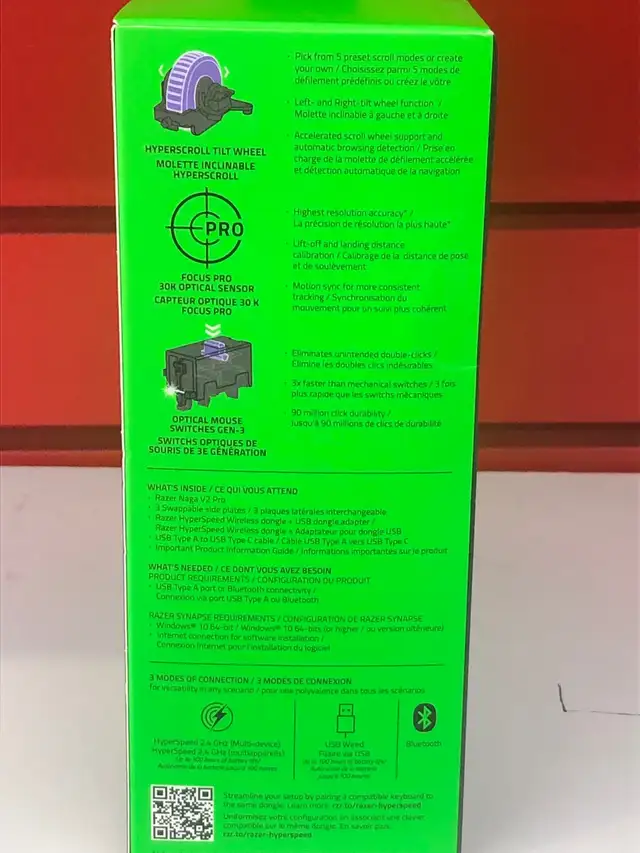 HYPERSCROLL TILT WHEEL
MOLETTE INCLINABLE
HYPERSCROLL
· Pick from 5 preset scroll modes or create
your own / Choisissez parmi 5 modes de
défilement prédéfinis ou créez le vôtre
· Left- and Right-tilt wheel function /
Molette inclinable à gauche et à droite
· Accelerated scroll wheel support and
automatic browsing detection / Prise en
charge de la molette de défilement accélérée
et détection automatique de la navigation
PRO
FOCUS PRO
30K OPTICAL SENSOR
CAPTEUR OPTIQUE 30 K
FOCUS PRO
· Highest resolution accuracy* /
La précision de résolution la plus haute*
· Lift-off and landing distance
calibration / Calibrage de la distance de pose
et de soulèvement
· Motion sync for more consistent
tracking / Synchronisation du
mouvement pour un suivi plus cohérent
OPTICAL MOUSE
SWITCHES GEN-3
SWITCHS OPTIQUES DE
SOURIS DE 3E GÉNÉRATION
· Eliminates unintended double-clicks /
Élimine les doubles clics indésirables
· 3x faster than mechanical switches / 3 fois
plus rapide que les switchs mécaniques
· 90 million click durability /
Jusqu'à 90 millions de clics de durabilité
WHAT'S INSIDE / CE QUI VOUS ATTEND
· Razer Naga V2 Pro
· 3 Swappable side plates / 3 plaques latérales interchangeable
· Razer HyperSpeed Wireless dongle + USB dongle adapter /
Razer HyperSpeed Wireless dongle + Adaptateur pour dongle USB
· USB Type A to USB Type C cable / Câble USB Type A vers USB Type C
· Important Product Information Guide / Informations importantes sur le produit
WHAT'S NEEDED / CE DONT VOUS AVEZ BESOIN
PRODUCT REQUIREMENTS / CONFIGURATION DU PRODUIT
· USB Type A port or Bluetooth connectivity /
Connexion via port USB Type A ou Bluetooth
RAZER SYNAPSE REQUIREMENTS / CONFIGURATION DE RAZER SYNAPSE
· Windows® 10 64-bit / Windows® 10 64-bits (or higher / ou version ultérieure)
· Internet connection for software installation /
Connexion Internet pour l'installation du logiciel
3 MODES OF CONNECTION / 3 MODES DE CONNEXION
for versatility in any scenario / pour une polyvalence dans tous les scénarios
HyperSpeed 2.4 GHz (Multi-device)
HyperSpeed 2,4 GHz (multiappareils)
USB Wired
Filaire via USB
Bluetooth
Streamline your setup by pairing a compatible keyboard to
the same dongle. Learn more: rzr.to/razer-hyperspeed
Uniformisez votre configuration en associant une clavier
compatible sur le même dongle. En savoir plus:
rzr.to/razer-hyperspeed